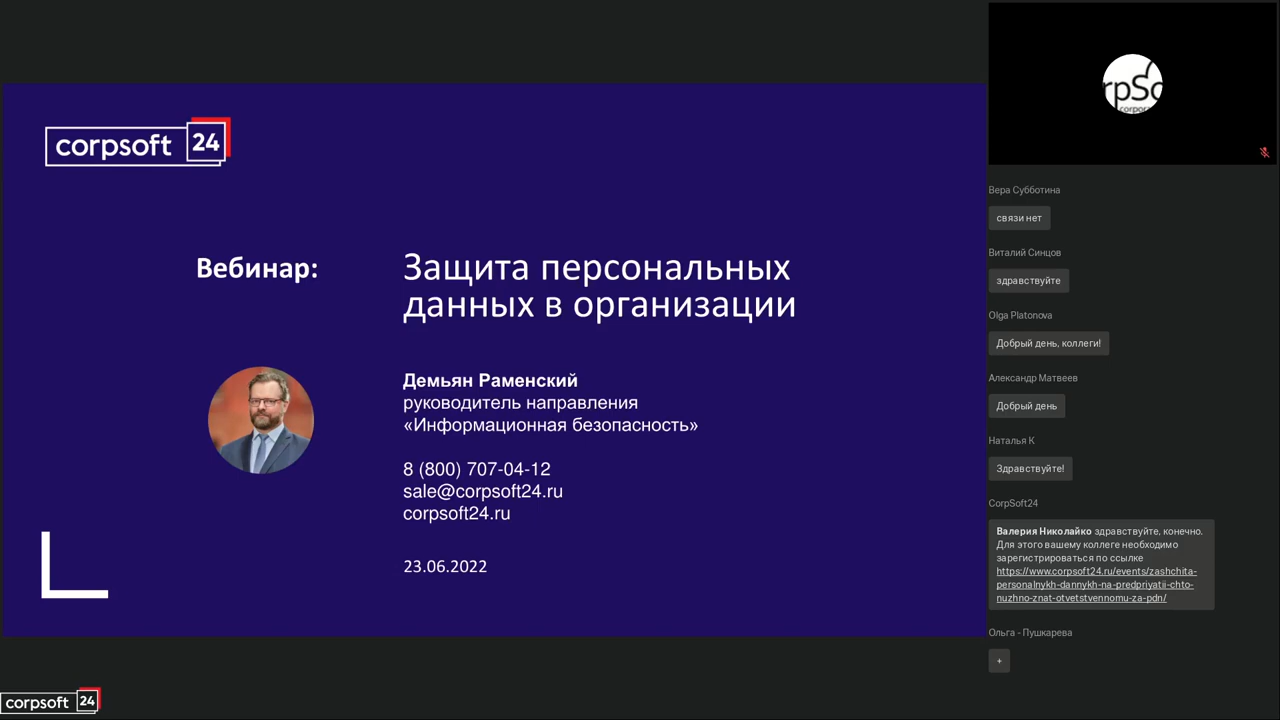 corpsoft 24
Вебинар:
Защита персональных
данных в организации
Демьян Раменский
руководитель направления
«Информационная безопасность»
8 (800) 707-04-12
sale@corpsoft24.ru
corpsoft24.ru
23.06.2022
corpsoft 24
rpSo
corpora
Вера Субботина
связи нет
Виталий Синцов
здравствуйте
Olga Platonova
Добрый день, коллеги!
Александр Матвеев
Добрый день
Наталья К
Здравствуйте!
CorpSoft24
Валерия Николайко здравствуйте, конечно.
Для этого вашему коллеге необходимо
зарегистрироваться по ссылке
https://www.corpsoft24.ru/events/zashchita-
personalnykh-dannykh-na-predpriyatii-chto-
nuzhno-znat-otvetstvennomu-za-pdn/
Ольга - Пушкарева
+